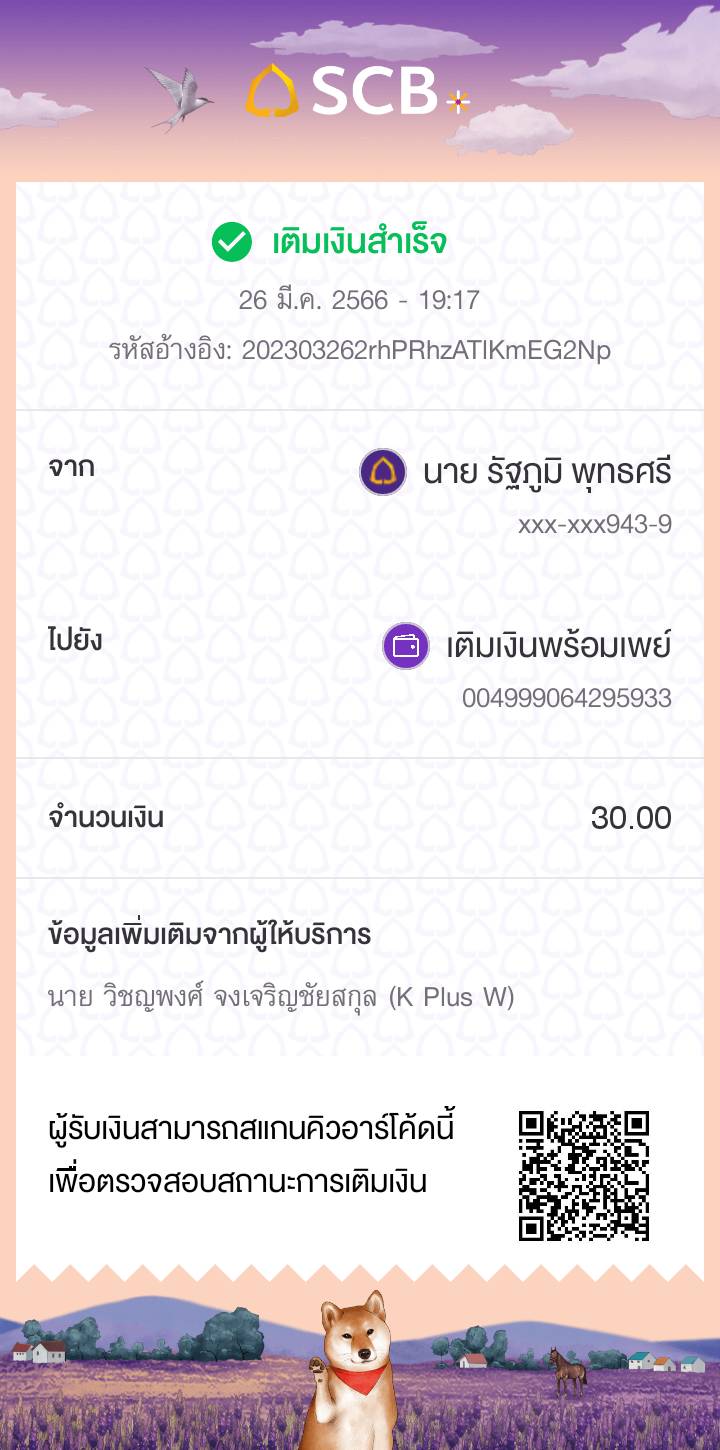 SCB
เติมเงินสำเร็จ
26 มี.ค. 2566 - 19:17
รหัสอ้างอิง: 202303262rhPRhzATlKmEG2Np
จาก
นาย รัฐภูมิ พุทธศรี
xxx-xxx943-9
ไปยัง
เติมเงินพร้อมเพย์
004999064295933
จำนวนเงิน
30.00
ข้อมูลเพิ่มเติมจากผู้ให้บริการ
นาย วิชญพงศ์ จงเจริญชัยสกุล (K Plus W)
ผู้รับเงินสามารถสแกนคิวอาร์โค้ดนี้
เพื่อตรวจสอบสถานะการเติมเงิน